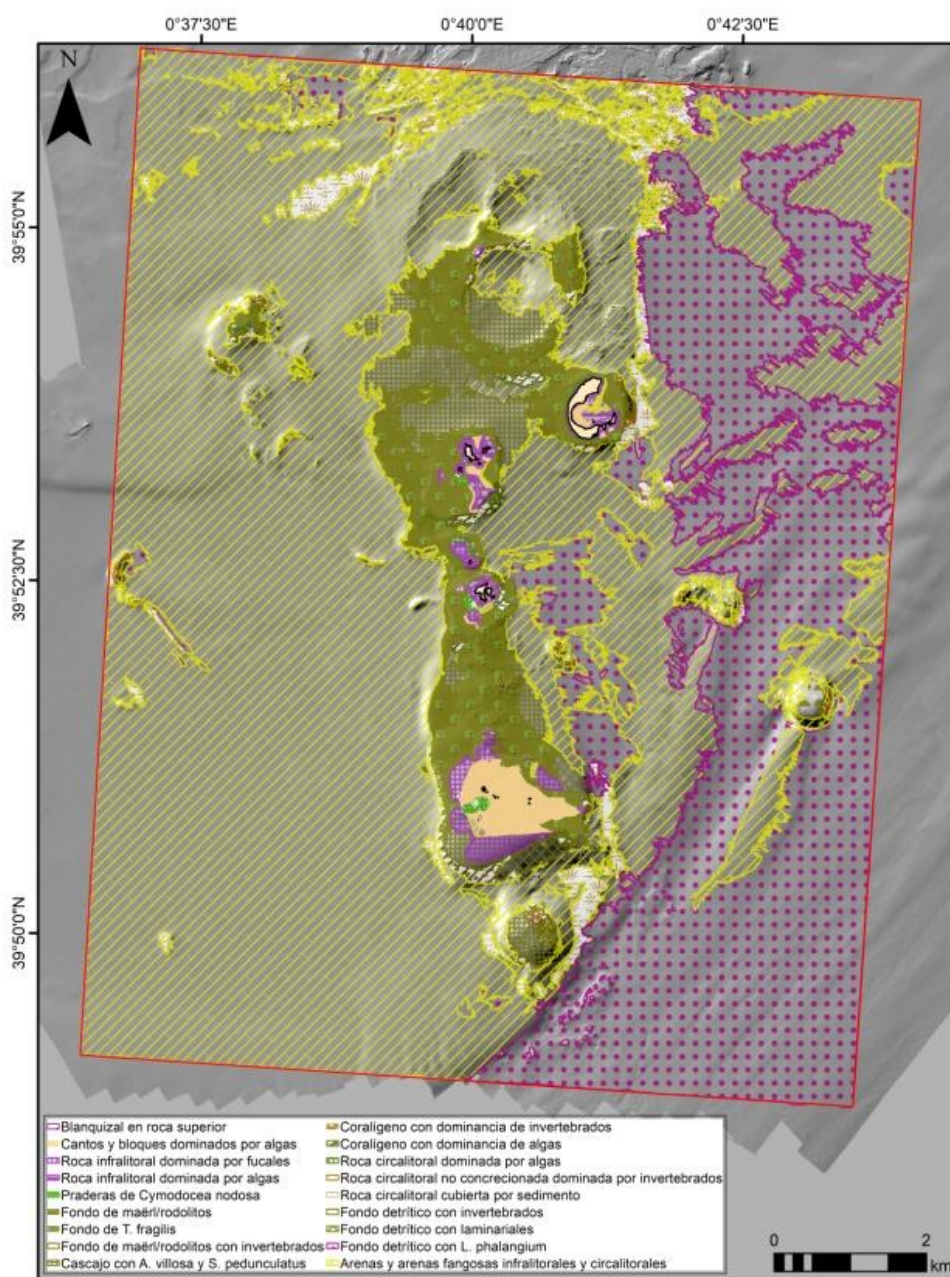 0°37'30"E 0°40'0"E 0°42'30"E
N
39°55'0"N
39°52'30"N
39°50'0"N
Blanquizal en roca superior
Cantos y bloques dominados por algas
Roca infralitoral dominada por fucales
Roca infralitoral dominada por algas
Praderas de Cymodocea nodosa
Fondo de maërl/rodolitos
Fondo de T. fragilis
Fondo de maërl/rodolitos con invertebrados
Cascajo con A. villosa y S. pedunculatus
Coralígeno con dominancia de invertebrados
Coralígeno con dominancia de algas
Roca circalitoral dominada por algas
Roca circalitoral no concrecionada dominada por invertebrados
Roca circalitoral cubierta por sedimento
Fondo detrítico con invertebrados
Fondo detrítico con laminariales
Fondo detrítico con L. phalangium
Arenas y arenas fangosas infralitorales y circalitorales
0 2
km